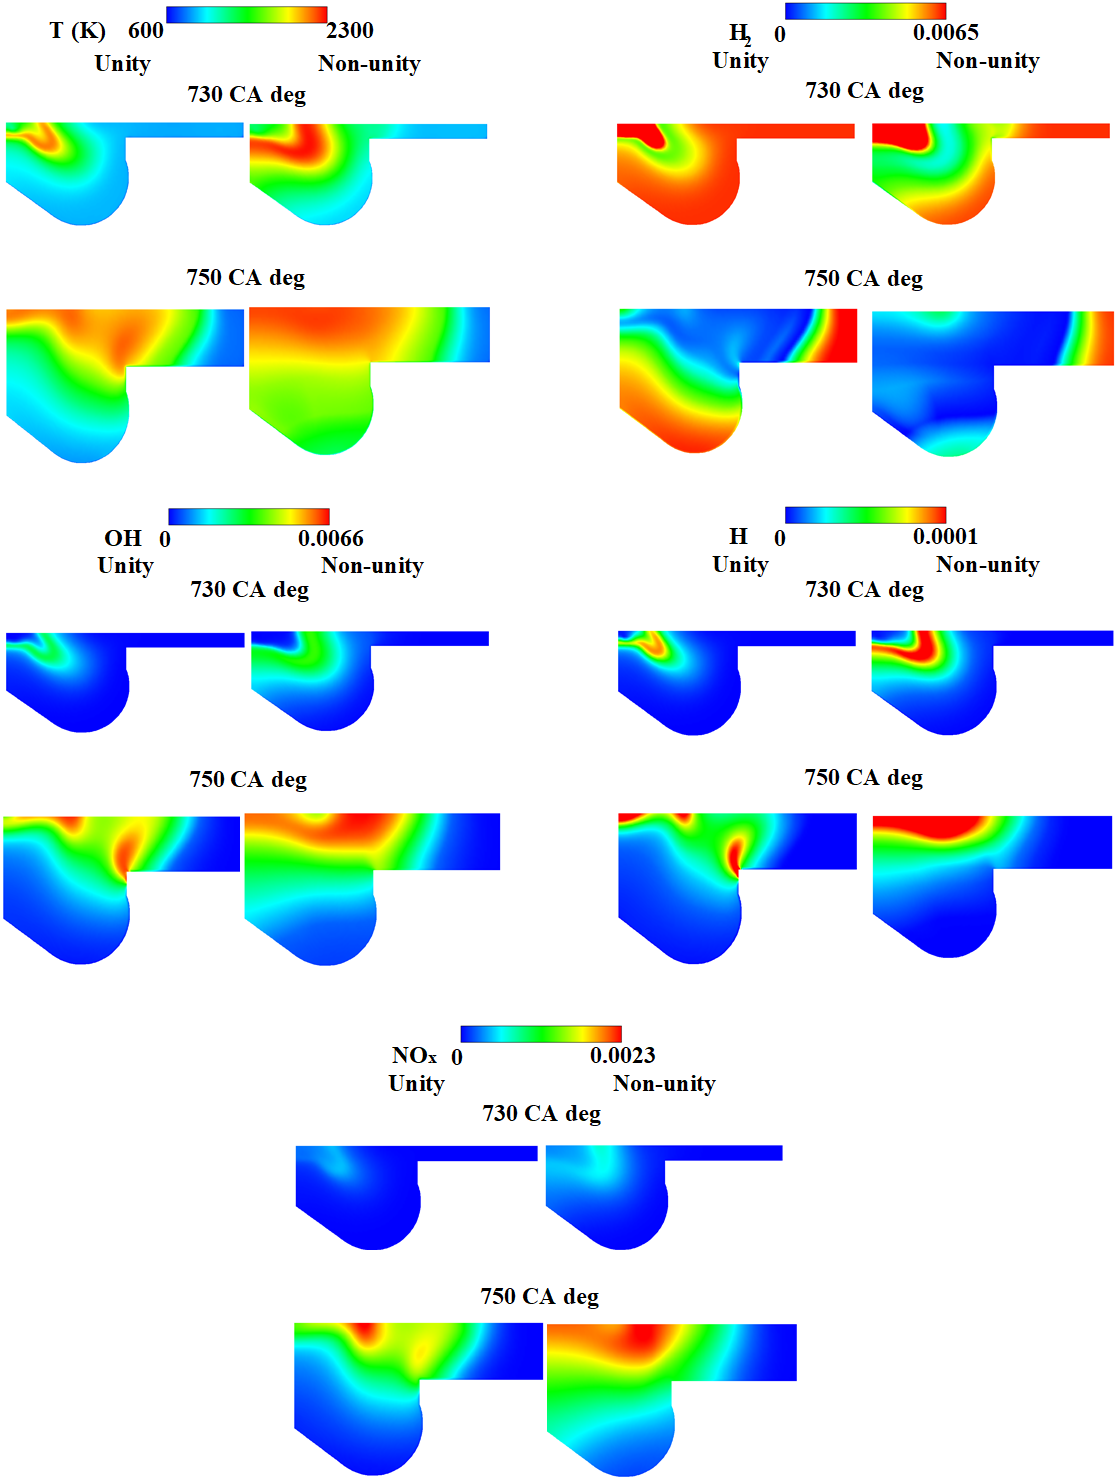 T (K) 600 2300
Unity Non-unity
730 CA deg
750 CA deg
H2 0 0.0065
Unity Non-unity
730 CA deg
750 CA deg
OH 0 0.0066
Unity Non-unity
730 CA deg
750 CA deg
H 0 0.0001
Unity Non-unity
730 CA deg
750 CA deg
NOx 0 0.0023
Unity Non-unity
730 CA deg
750 CA deg